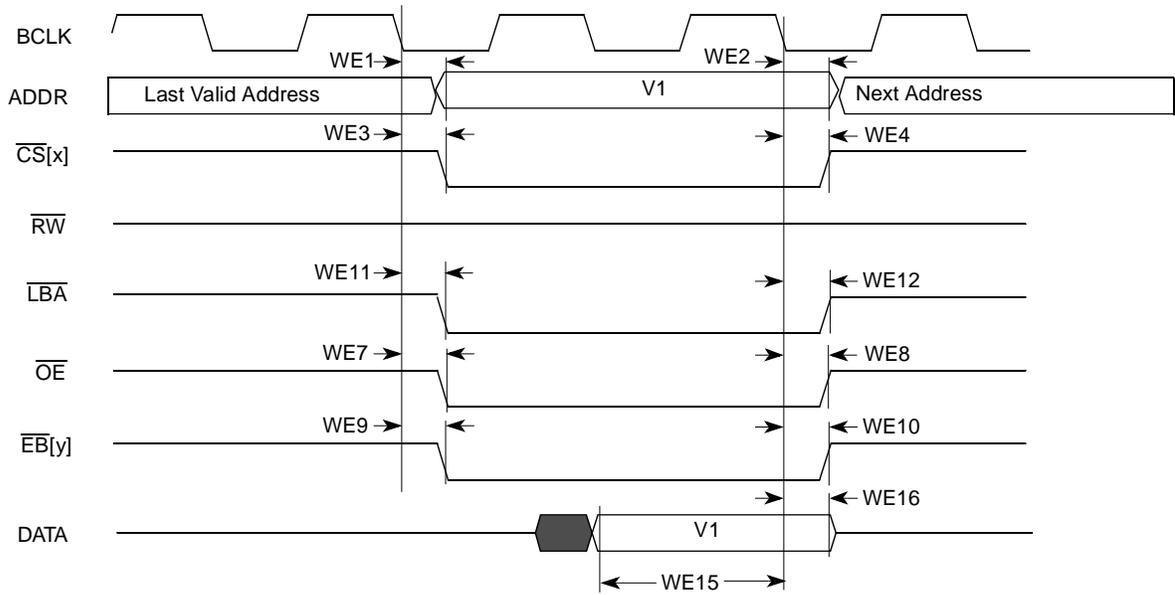 BCLK
WE1
WE2
ADDR
Last Valid Address
V1
Next Address
WE3
WE4
CS[x]
RW
WE11
WE12
LBA
WE7
WE8
OE
WE9
WE10
EB[y]
WE16
DATA
V1
WE15